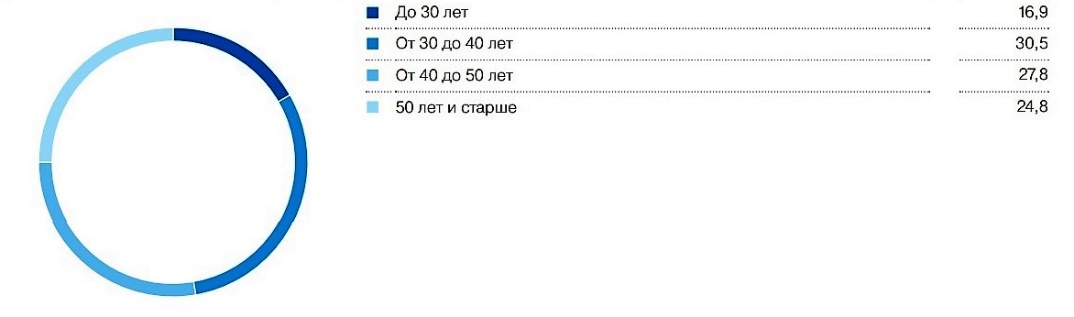 До 30 лет 16,9
От 30 до 40 лет 30,5
От 40 до 50 лет 27,8
50 лет и старше 24,8